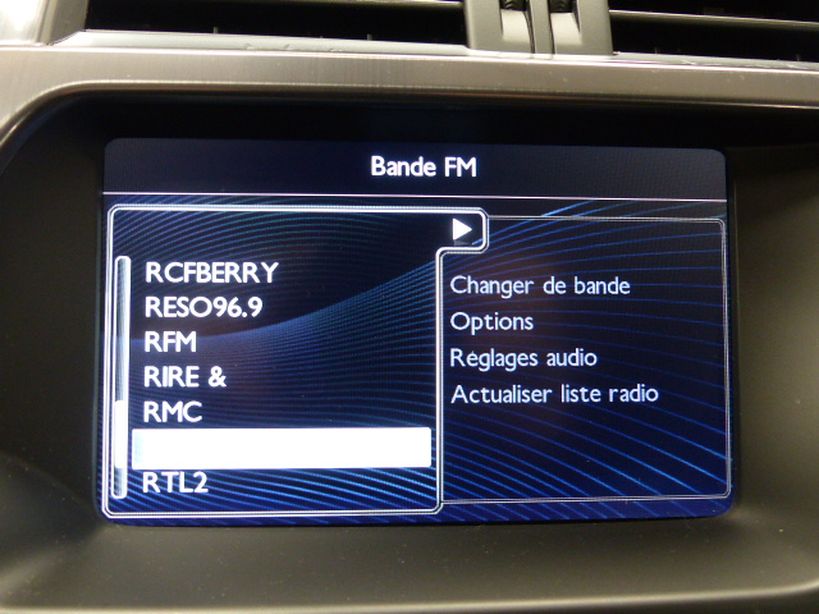 Bande FM
RCFBERRY
RESO96.9
RFM
RIRE &
RMC
RTL2
Changer de bande
Options
Réglages audio
Actualiser liste radio